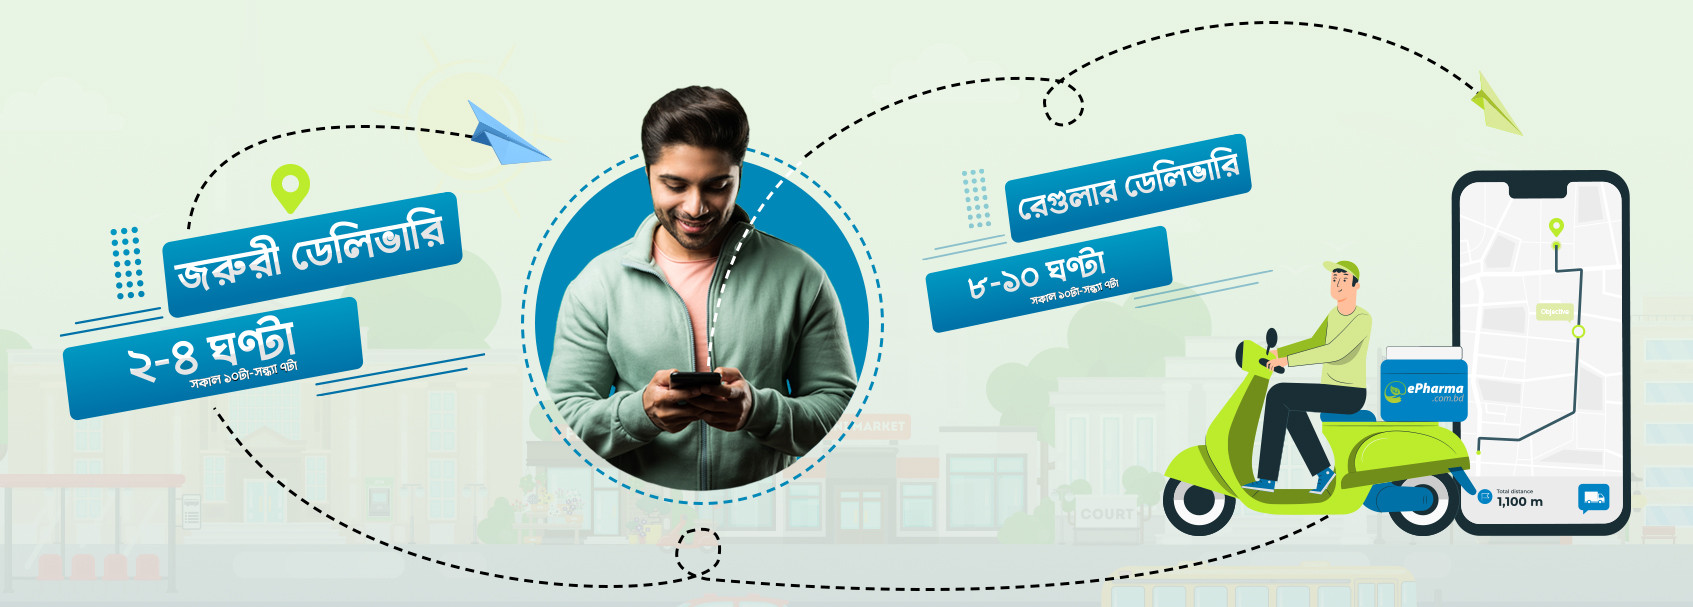 জরুরী ডেলিভারি
২-৪ ঘণ্টা
সকাল ১০টা-সন্ধ্যা ৭টা
রেগুলার ডেলিভারি
৮-১০ ঘণ্টা
সকাল ১০টা-সন্ধ্যা ৭টা
Objective
ePharma
.com.bd
Total distance
1,100 m
MARKET
COURT